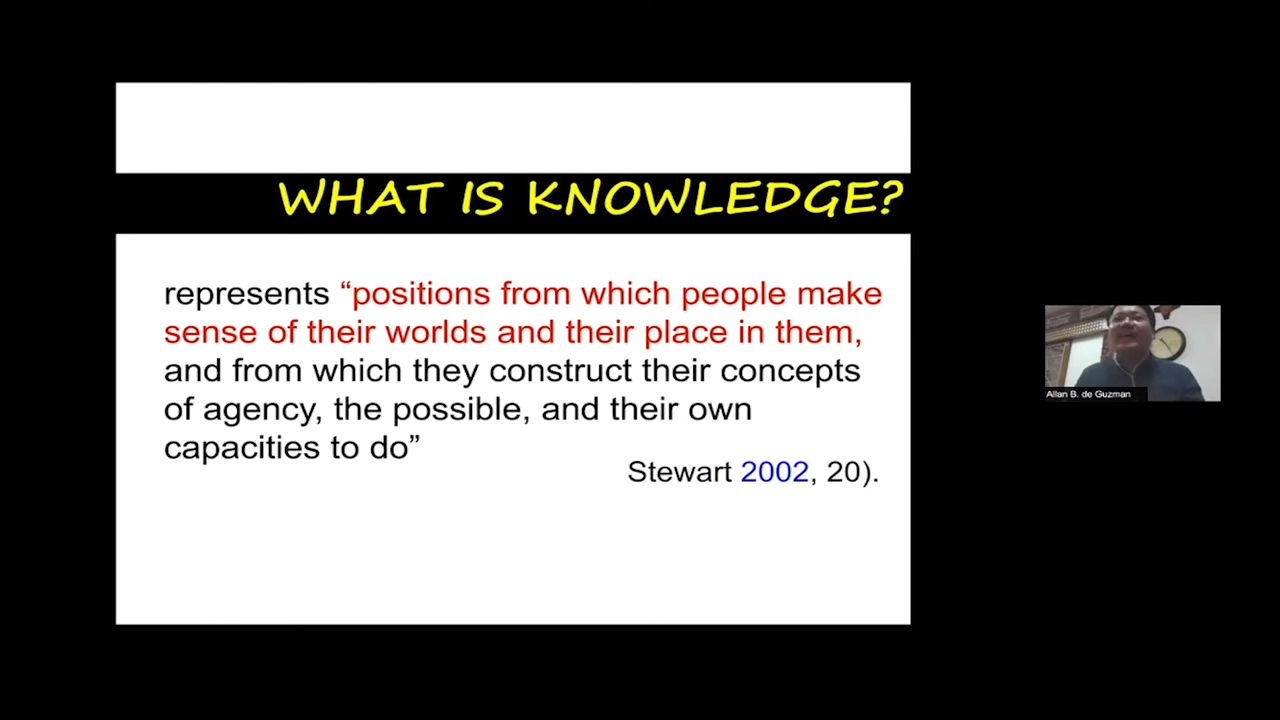 WHAT IS KNOWLEDGE?
represents “positions from which people make
sense of their worlds and their place in them,
and from which they construct their concepts
of agency, the possible, and their own
capacities to do”
Stewart 2002, 20).
Allan B. de Guzman